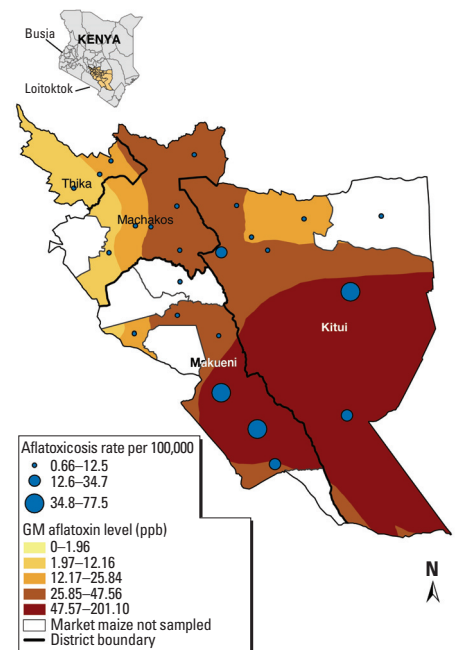 KENYA
Busia
Loitoktok
Thika
Machakos
Kitui
Makueni
Aflatoxicosis rate per 100,000
0.66–12.5
12.6–34.7
34.8–77.5
GM aflatoxin level (ppb)
0–1.96
1.97–12.16
12.17–25.84
25.85–47.56
47.57–201.10
Market maize not sampled
District boundary
N